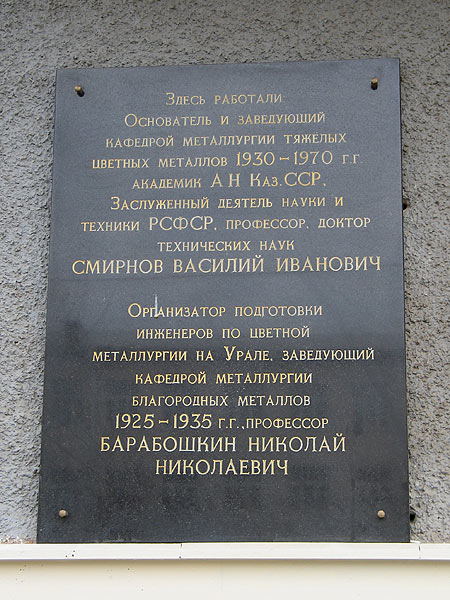 Здесь работали
Основатель и заведующий
кафедрой металлургии тяжёлых
цветных металлов 1930–1970 г.г.
академик АН Каз.ССР,
Заслуженный деятель науки и
техники РСФСР, профессор, доктор
технических наук
СМИРНОВ ВАСИЛИЙ ИВАНОВИЧ
Организатор подготовки
инженеров по цветной
металлургии на Урале, заведующий
кафедрой металлургии
благородных металлов
1925–1935 г.г., профессор
БАРАБОШКИН НИКОЛАЙ
НИКОЛАЕВИЧ